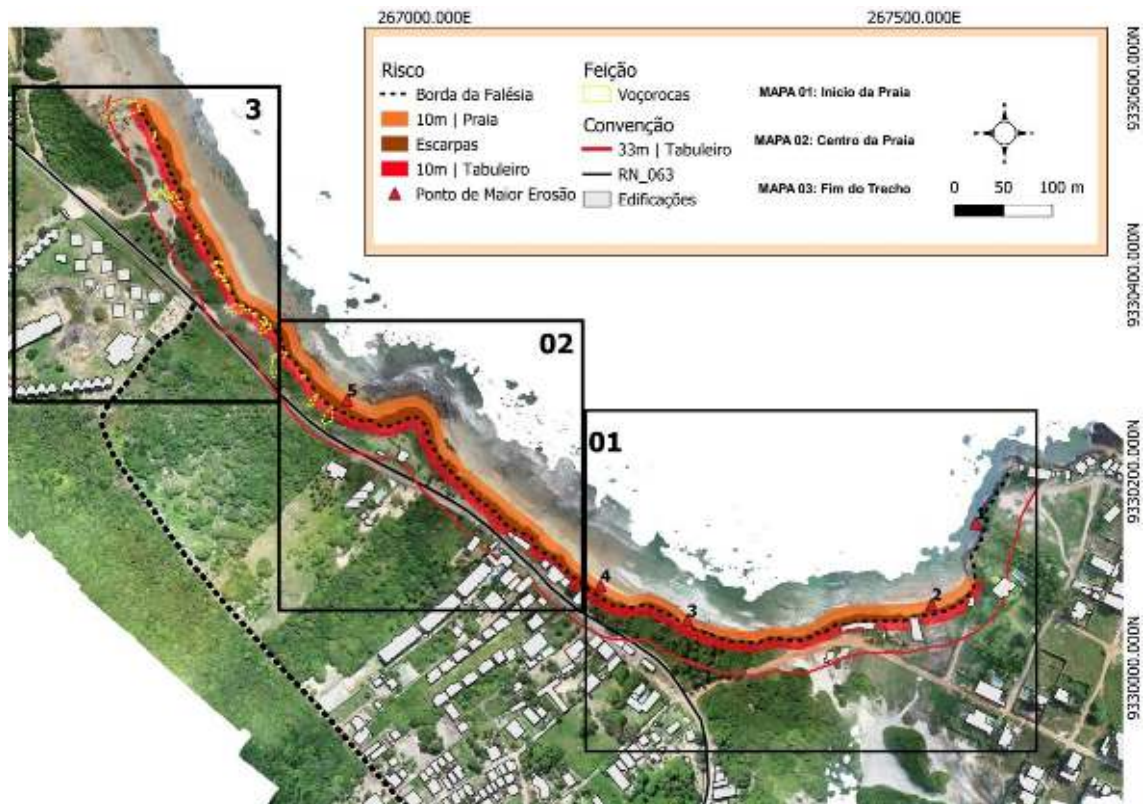 267000.000E
267500.000E
Risco
Borda da Falésia
10m | Praia
Escarpas
10m | Tabuleiro
Ponto de Maior Erosão
Feição
Voçorocas
Convenção
33m | Tabuleiro
RN_063
Edificações
MAPA 01: Inicio da Praia
MAPA 02: Centro da Praia
MAPA 03: Fim do Trecho
0 50 100 m
9330600.000N
9330400.000N
9330200.000N
9330000.000N
3
02
01
5
4
3
2